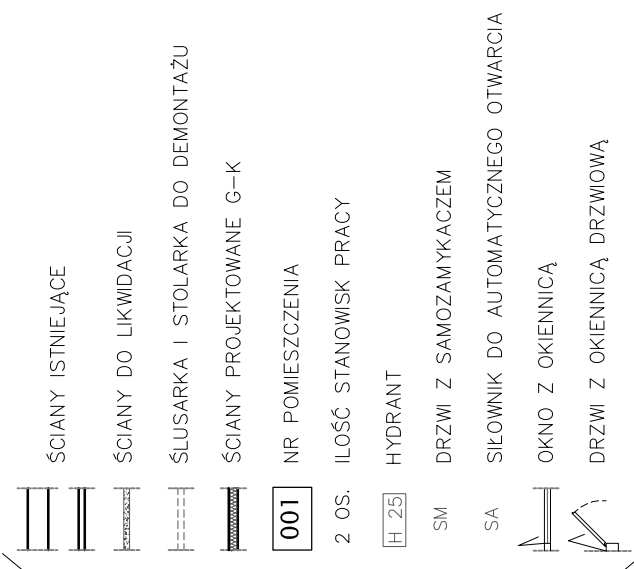 ŚCIANY ISTNIEJĄCE
ŚCIANY DO LIKWIDACJI
ŚLUSARKA I STOLARKA DO DEMONTAŻU
ŚCIANY PROJEKTOWANE G–K
001 NR POMIESZCZENIA
2 OS. ILOŚĆ STANOWISK PRACY
H 25 HYDRANT
SM DRZWI Z SAMOZAMYKACZEM
SA SIŁOWNIK DO AUTOMATYCZNEGO OTWARCIA
OKNO Z OKIENNICĄ
DRZWI Z OKIENNICĄ DRZWIOWĄ